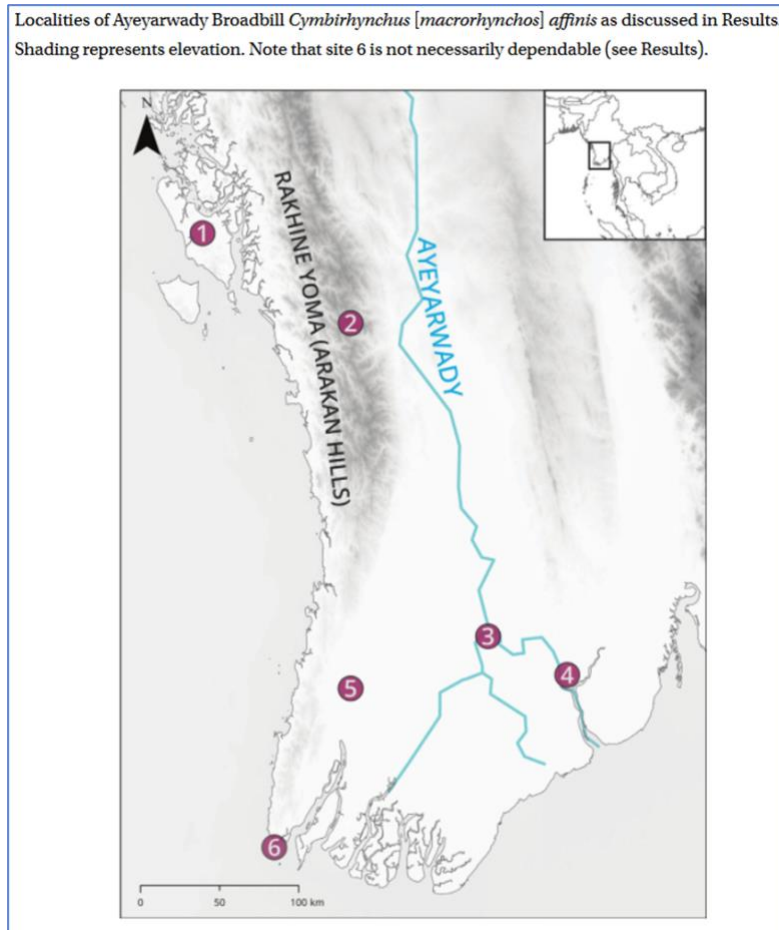 Localities of Ayeyarwady Broadbill Cymbirhynchus [macrorhynchos] affinis as discussed in Results.
Shading represents elevation. Note that site 6 is not necessarily dependable (see Results).
N
1
RAKHINE YOMA (ARAKAN HILLS)
AYEYARWADY
2
3
4
5
6
0 50 100 km